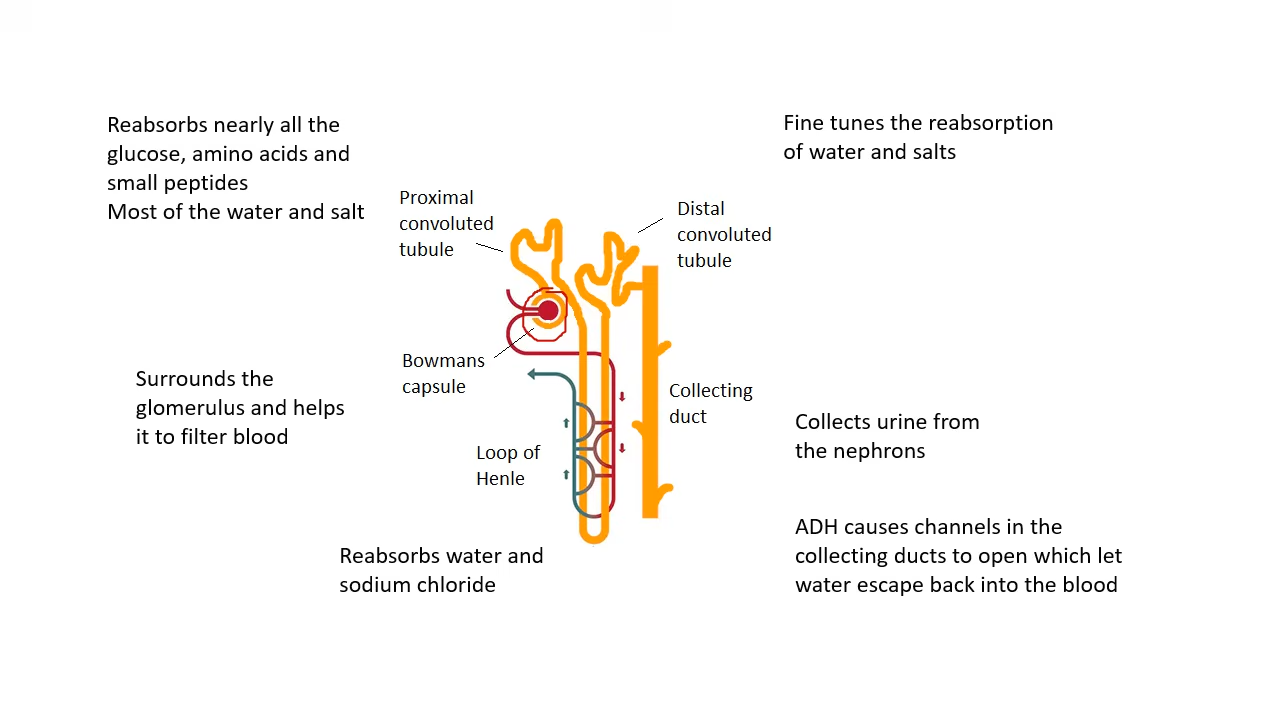 Reabsorbs nearly all the
glucose, amino acids and
small peptides
Most of the water and salt
Fine tunes the reabsorption
of water and salts
Proximal
convoluted
tubule
Distal
convoluted
tubule
Bowmans
capsule
Surrounds the
glomerulus and helps
it to filter blood
Collecting
duct
Collects urine from
the nephrons
Loop of
Henle
Reabsorbs water and
sodium chloride
ADH causes channels in the
collecting ducts to open which let
water escape back into the blood